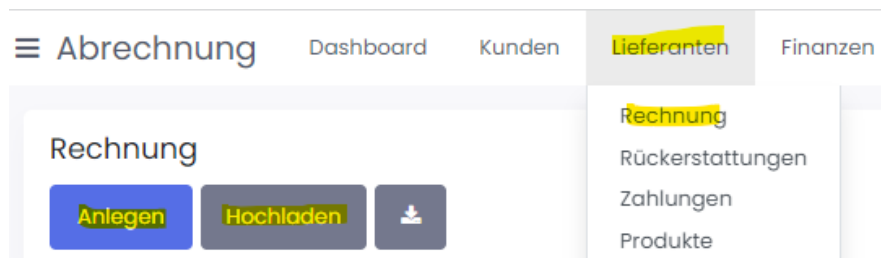 Abrechnung Dashboard Kunden Lieferanten Finanzen
Rechnung
Rechnung
Rückerstattungen
Anlegen Hochladen
Zahlungen
Produkte